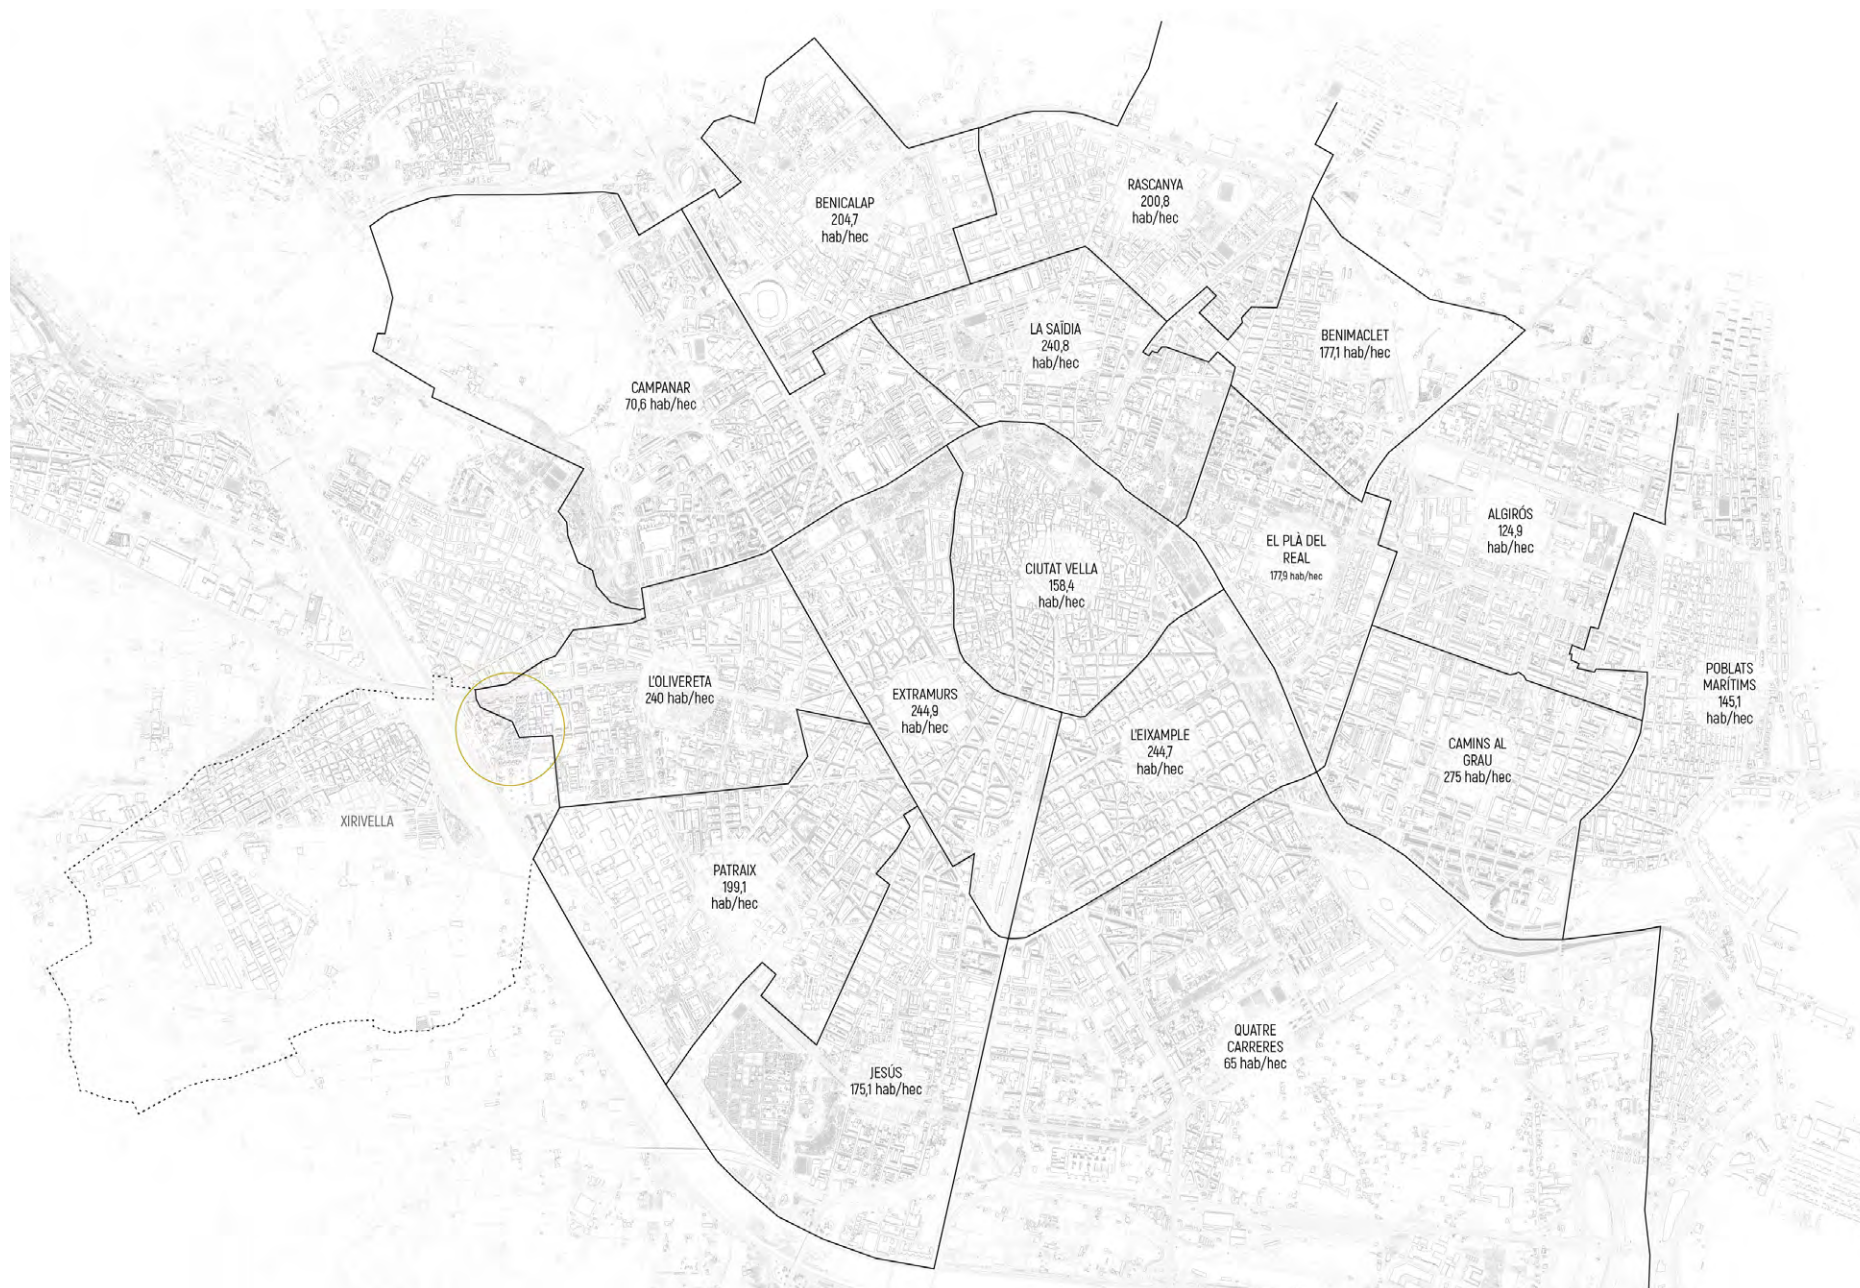 RASCANYA
200,8
hab/hec
BENICALAP
204,7
hab/hec
LA SAÏDIA
240,8
hab/hec
BENIMACLET
177,1 hab/hec
CAMPANAR
70,6 hab/hec
ALGIRÓS
124,9
hab/hec
EL PLÀ DEL
REAL
177,9 hab/hec
CIUTAT VELLA
158,4
hab/hec
L'OLIVERETA
240 hab/hec
EXTRAMURS
244,9
hab/hec
POBLATS
MARÍTIMS
145,1
hab/hec
L'EIXAMPLE
244,7
hab/hec
CAMINS AL
GRAU
275 hab/hec
XIRIVELLA
PATRAIX
199,1
hab/hec
QUATRE
CARRERES
65 hab/hec
JESÚS
175,1 hab/hec